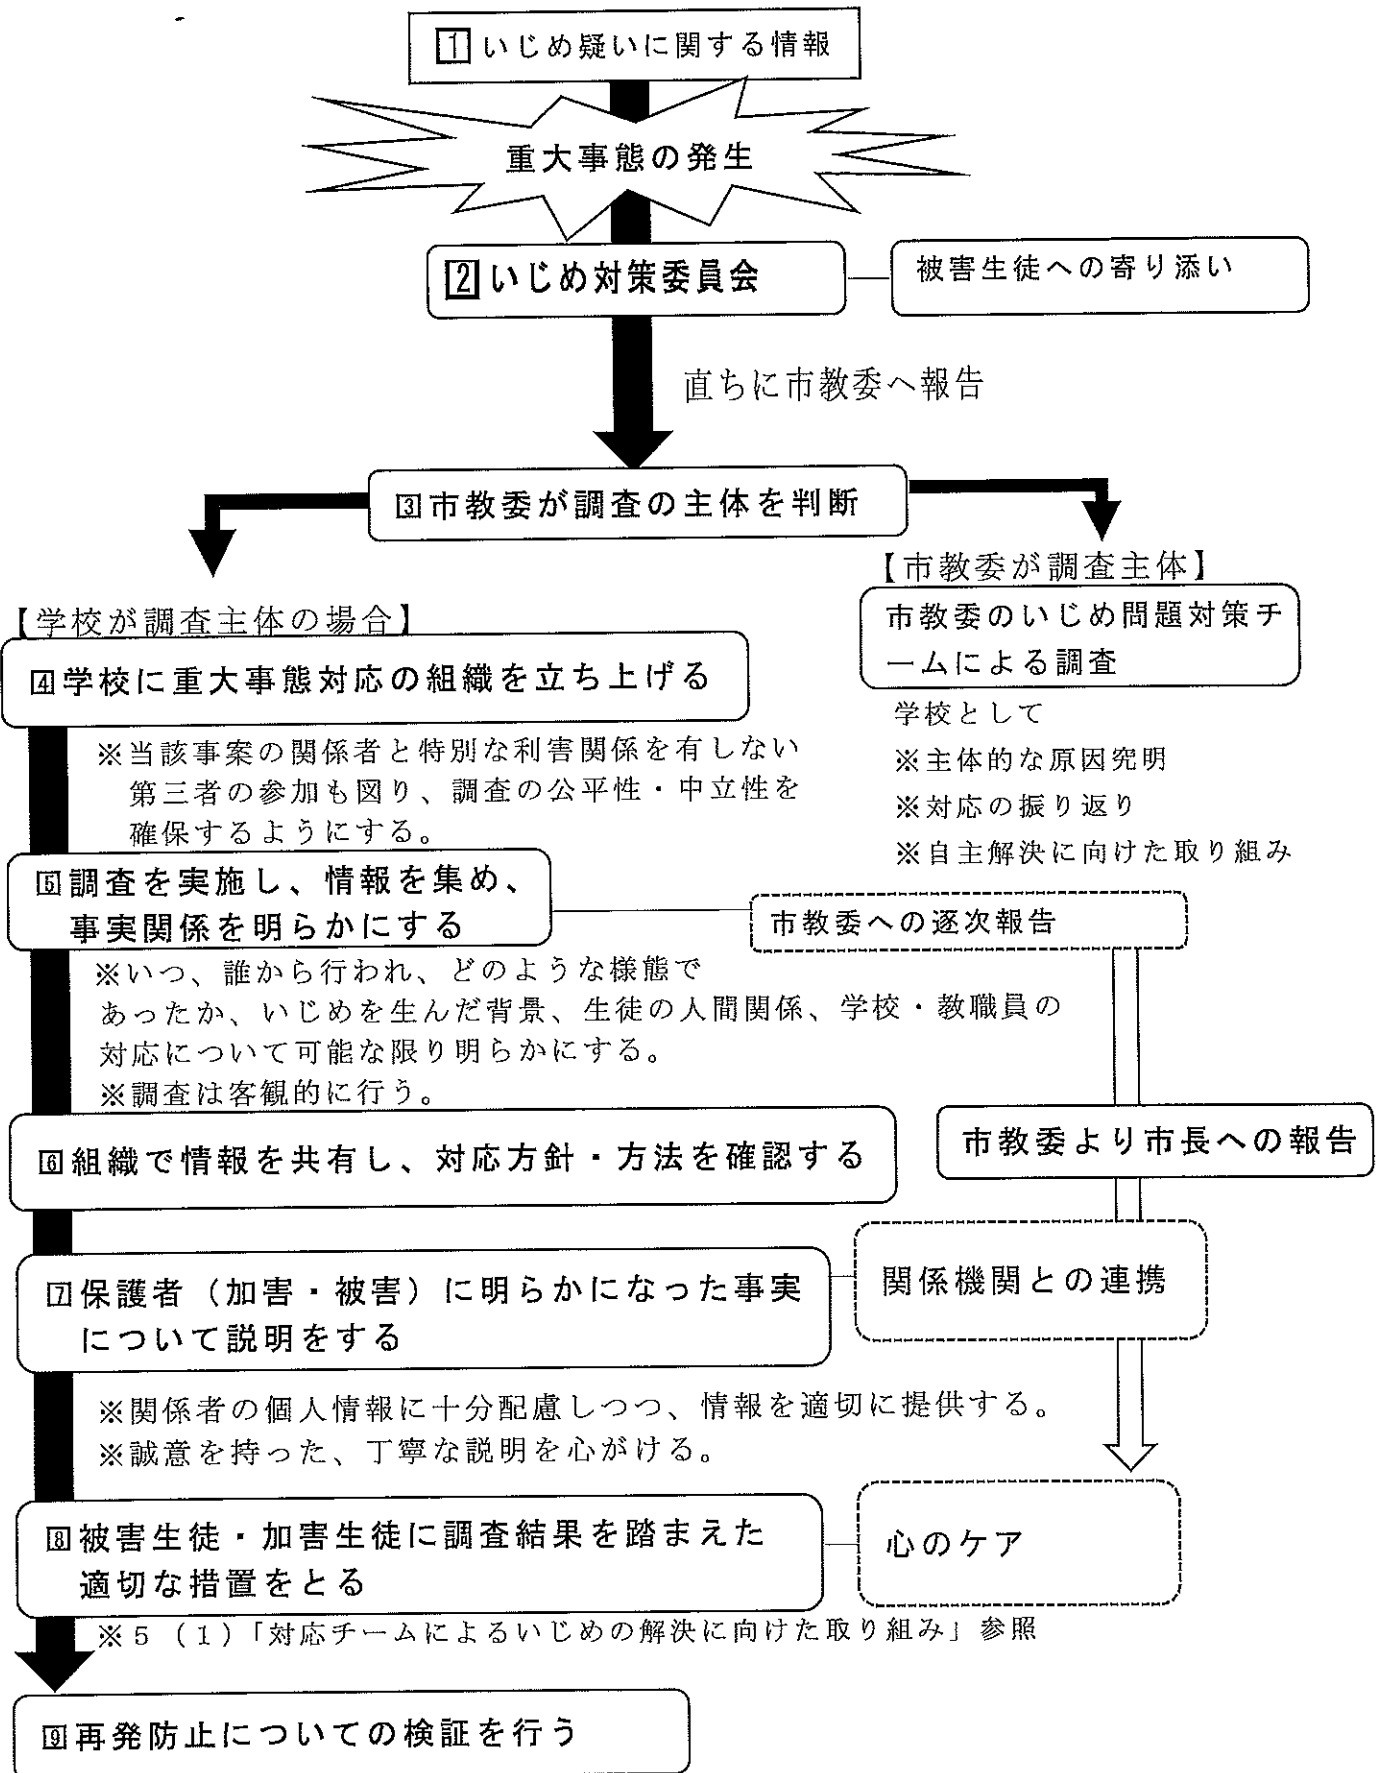 1 いじめ疑いに関する情報
重大事態の発生
2 いじめ対策委員会
被害生徒への寄り添い
直ちに市教委へ報告
3 市教委が調査の主体を判断
【学校が調査主体の場合】
4 学校に重大事態対応の組織を立ち上げる
※当該事案の関係者と特別な利害関係を有しない
第三者の参加も図り、調査の公平性・中立性を
確保するようにする。
【市教委が調査主体】
市教委のいじめ問題対策チ
ームによる調査
学校として
※主体的な原因究明
※対応の振り返り
※自主解決に向けた取り組み
5 調査を実施し、情報を集め、
事実関係を明らかにする
市教委への逐次報告
※いつ、誰から行われ、どのような様態で
あったか、いじめを生んだ背景、生徒の人間関係、学校・教職員の
対応について可能な限り明らかにする。
※調査は客観的に行う。
6 組織で情報を共有し、対応方針・方法を確認する
市教委より市長への報告
7 保護者（加害・被害）に明らかになった事実
について説明をする
関係機関との連携
※関係者の個人情報に十分配慮しつつ、情報を適切に提供する。
※誠意を持った、丁寧な説明を心がける。
8 被害生徒・加害生徒に調査結果を踏まえた
適切な措置をとる
心のケア
※５（１）「対応チームによるいじめの解決に向けた取り組み」参照
9 再発防止についての検証を行う